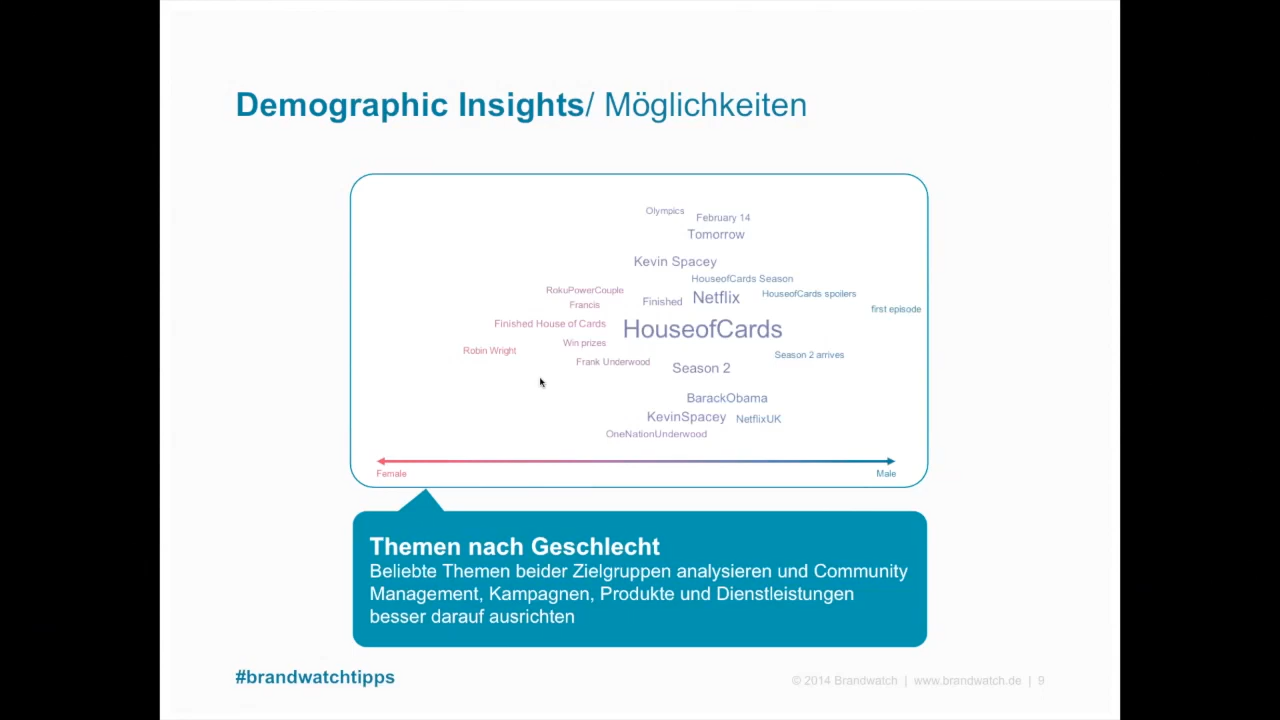 Demographic Insights/ Möglichkeiten
Olympics
February 14
Tomorrow
Kevin Spacey
HouseofCards Season
RokuPowerCouple
Finished
Netflix
HouseofCards spoilers
Francis
first episode
Finished House of Cards
HouseofCards
Win prizes
Robin Wright
Season 2 arrives
Frank Underwood
Season 2
BarackObama
KevinSpacey
NetflixUK
OneNationUnderwood
Female
Male
Themen nach Geschlecht
Beliebte Themen beider Zielgruppen analysieren und Community
Management, Kampagnen, Produkte und Dienstleistungen
besser darauf ausrichten
#brandwatchtipps
© 2014 Brandwatch | www.brandwatch.de | 9